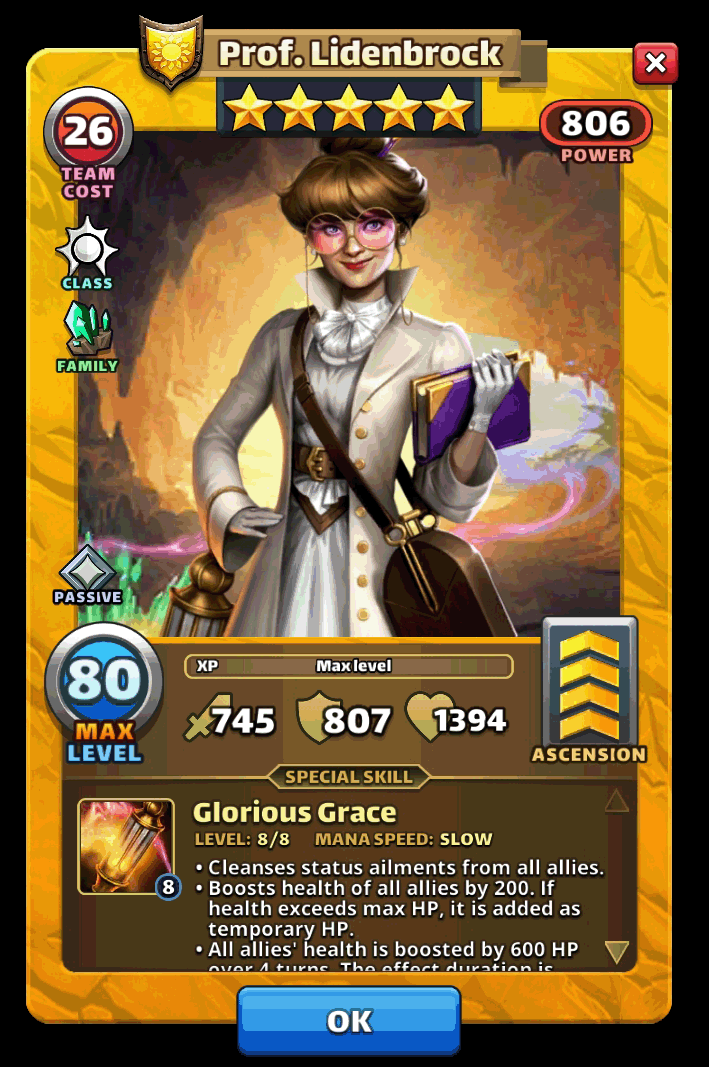 Prof. Lidenbrock
26
TEAM
COST
806
POWER
CLASS
FAMILY
PASSIVE
80
MAX
LEVEL
XP Max level
745 807 1394
ASCENSION
SPECIAL SKILL
Glorious Grace
LEVEL: 8/8 MANA SPEED: SLOW
8
• Cleanses status ailments from all allies.
• Boosts health of all allies by 200. If
health exceeds max HP, it is added as
temporary HP.
• All allies' health is boosted by 600 HP
over 4 turns. The effect duration is
OK